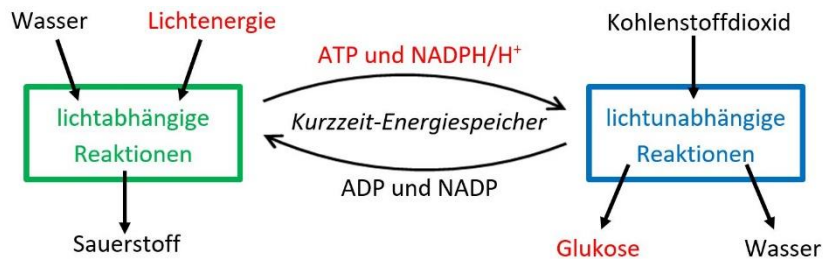 Wasser
Lichtenergie
ATP und NADPH/H⁺
Kohlenstoffdioxid
lichtabhängige
Reaktionen
Kurzzeit-Energiespeicher
lichtunabhängige
Reaktionen
ADP und NADP
Sauerstoff
Glukose
Wasser